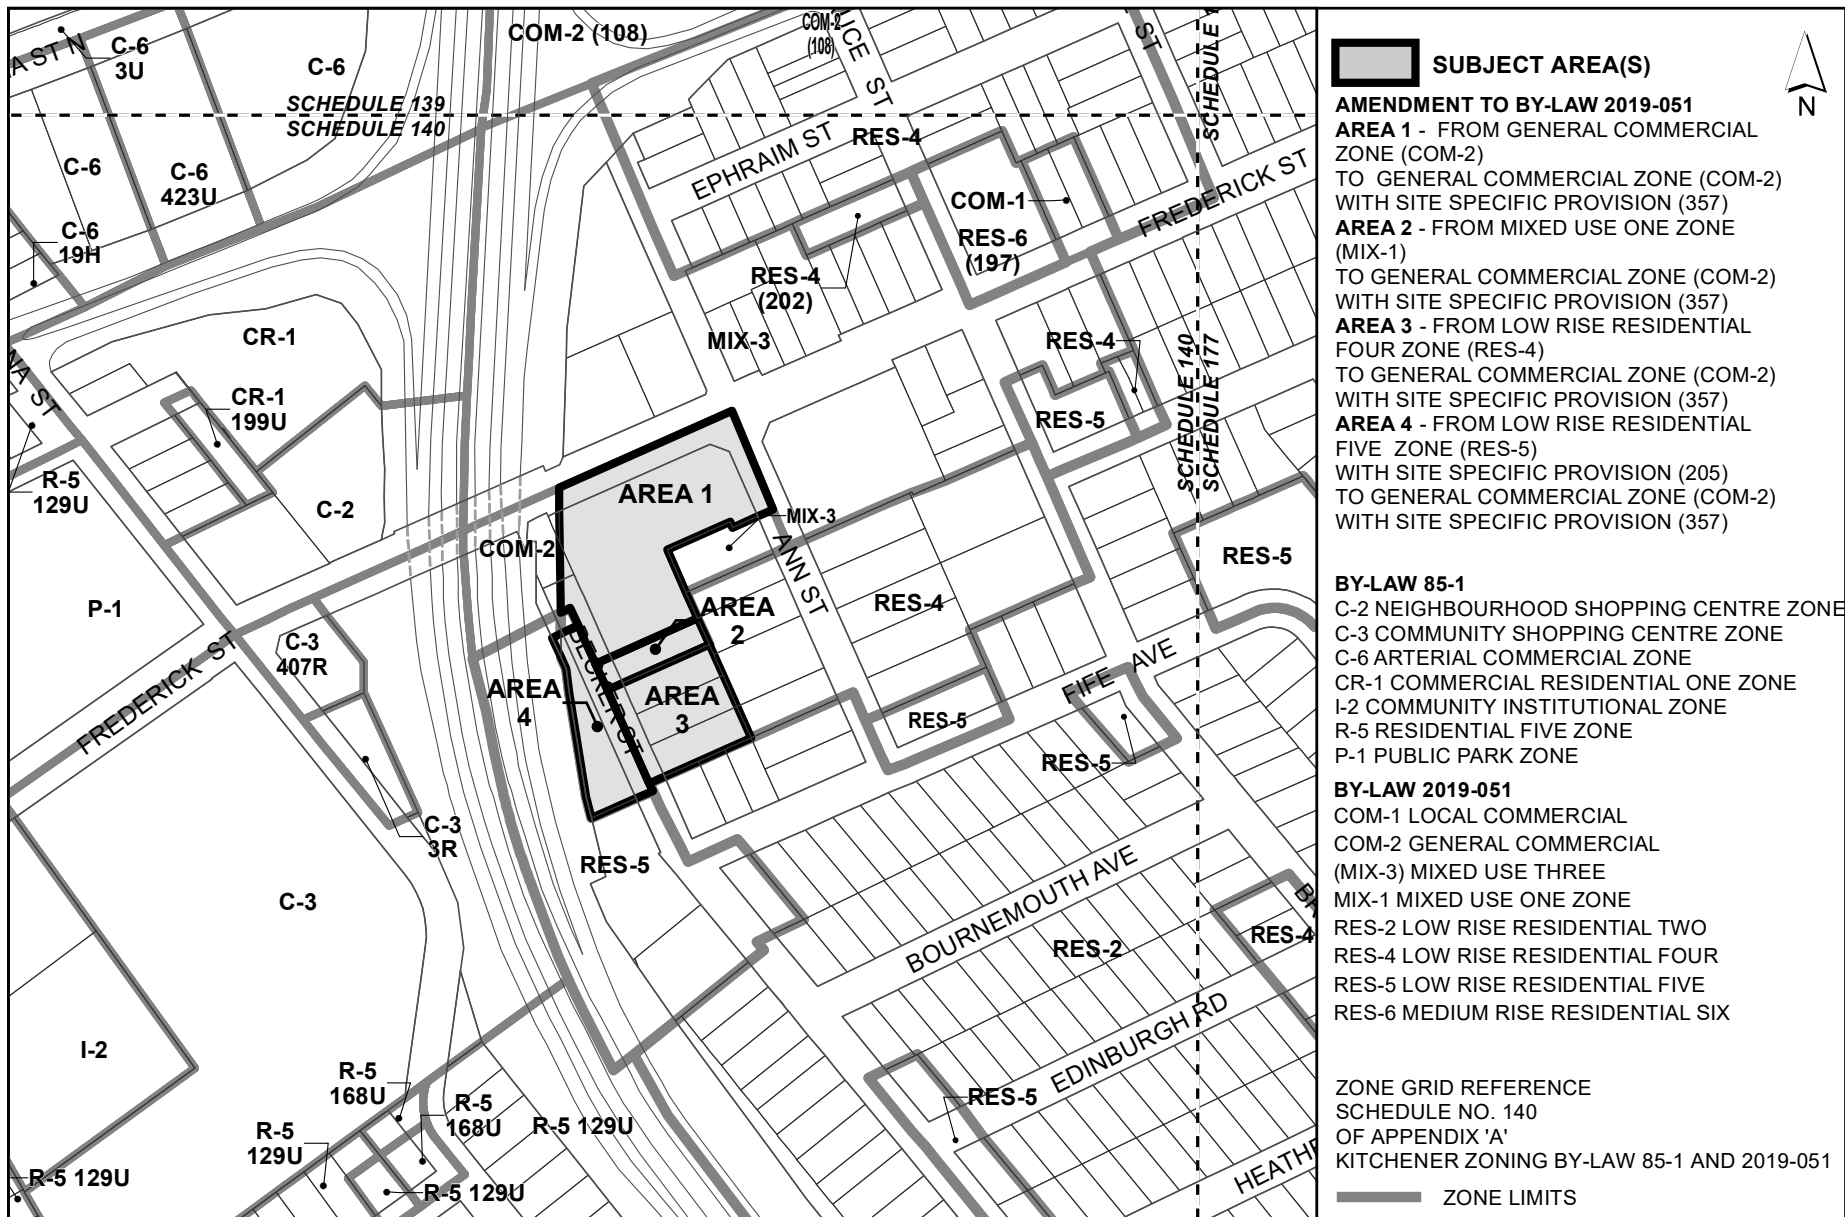 COM-2 (108)
COM-2
(108)
C-6
3U
C-6
SCHEDULE 139
SCHEDULE 140
C-6
C-6
423U
C-6
19H
EPHRAIM ST
RES-4
COM-1
FREDERICK ST
RES-6
(197)
RES-4
(202)
MIX-3
CR-1
CR-1
199U
R-5
129U
C-2
RES-4
RES-5
SCHEDULE 140
SCHEDULE 177
AREA 1
MIX-3
COM-2
ANN ST
RES-5
P-1
AREA
2
RES-4
C-3
407R
FREDERICK ST
AREA
4
DECKER ST
AREA
3
RES-5
FIFE AVE
RES-5
C-3
3R
RES-5
C-3
BOURNEMOUTH AVE
RES-2
RES-4
I-2
EDINBURGH RD
RES-5
R-5
168U
R-5
168U
R-5 129U
R-5
129U
R-5 129U
R-5 129U
SUBJECT AREA(S)
N
AMENDMENT TO BY-LAW 2019-051
AREA 1 - FROM GENERAL COMMERCIAL
ZONE (COM-2)
TO GENERAL COMMERCIAL ZONE (COM-2)
WITH SITE SPECIFIC PROVISION (357)
AREA 2 - FROM MIXED USE ONE ZONE
(MIX-1)
TO GENERAL COMMERCIAL ZONE (COM-2)
WITH SITE SPECIFIC PROVISION (357)
AREA 3 - FROM LOW RISE RESIDENTIAL
FOUR ZONE (RES-4)
TO GENERAL COMMERCIAL ZONE (COM-2)
WITH SITE SPECIFIC PROVISION (357)
AREA 4 - FROM LOW RISE RESIDENTIAL
FIVE ZONE (RES-5)
WITH SITE SPECIFIC PROVISION (205)
TO GENERAL COMMERCIAL ZONE (COM-2)
WITH SITE SPECIFIC PROVISION (357)
BY-LAW 85-1
C-2 NEIGHBOURHOOD SHOPPING CENTRE ZONE
C-3 COMMUNITY SHOPPING CENTRE ZONE
C-6 ARTERIAL COMMERCIAL ZONE
CR-1 COMMERCIAL RESIDENTIAL ONE ZONE
I-2 COMMUNITY INSTITUTIONAL ZONE
R-5 RESIDENTIAL FIVE ZONE
P-1 PUBLIC PARK ZONE
BY-LAW 2019-051
COM-1 LOCAL COMMERCIAL
COM-2 GENERAL COMMERCIAL
(MIX-3) MIXED USE THREE
MIX-1 MIXED USE ONE ZONE
RES-2 LOW RISE RESIDENTIAL TWO
RES-4 LOW RISE RESIDENTIAL FOUR
RES-5 LOW RISE RESIDENTIAL FIVE
RES-6 MEDIUM RISE RESIDENTIAL SIX
ZONE GRID REFERENCE
SCHEDULE NO. 140
OF APPENDIX 'A'
KITCHENER ZONING BY-LAW 85-1 AND 2019-051
ZONE LIMITS